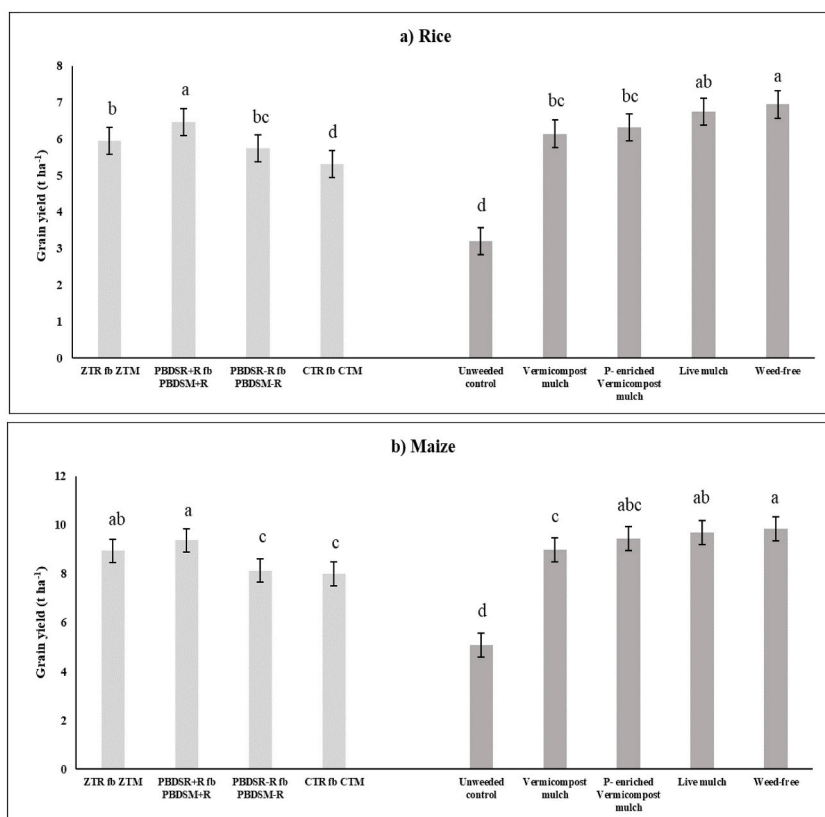 a) Rice
Grain yield (t ha⁻¹)
8
7
6
5
4
3
2
1
0
b
a
bc
d
d
bc
bc
ab
a
ZTR fb ZTM
PBDSR+R fb
PBDSM+R
PBDSR-R fb
PBDSM-R
CTR fb CTM
Unweeded
control
Vermicompost
mulch
P- enriched
Vermicompost
mulch
Live mulch
Weed-free
b) Maize
Grain yield (t ha⁻¹)
12
10
8
6
4
2
0
ab
a
c
c
d
c
abc
ab
a
ZTR fb ZTM
PBDSR+R fb
PBDSM+R
PBDSR-R fb
PBDSM-R
CTR fb CTM
Unweeded
control
Vermicompost
mulch
P- enriched
Vermicompost
mulch
Live mulch
Weed-free